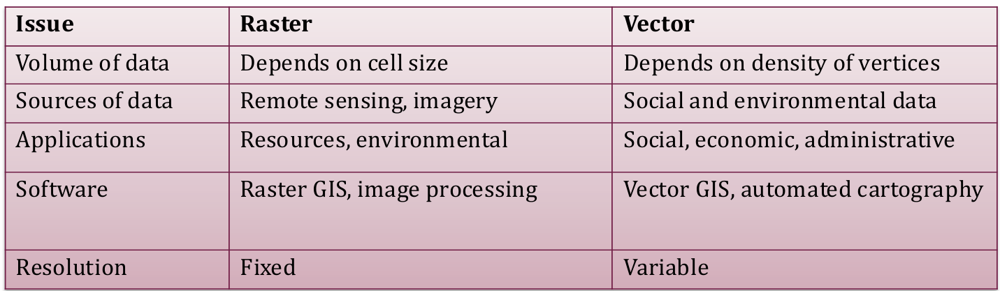 Issue Raster Vector
Volume of data Depends on cell size Depends on density of vertices
Sources of data Remote sensing, imagery Social and environmental data
Applications Resources, environmental Social, economic, administrative
Software Raster GIS, image processing Vector GIS, automated cartography
Resolution Fixed Variable